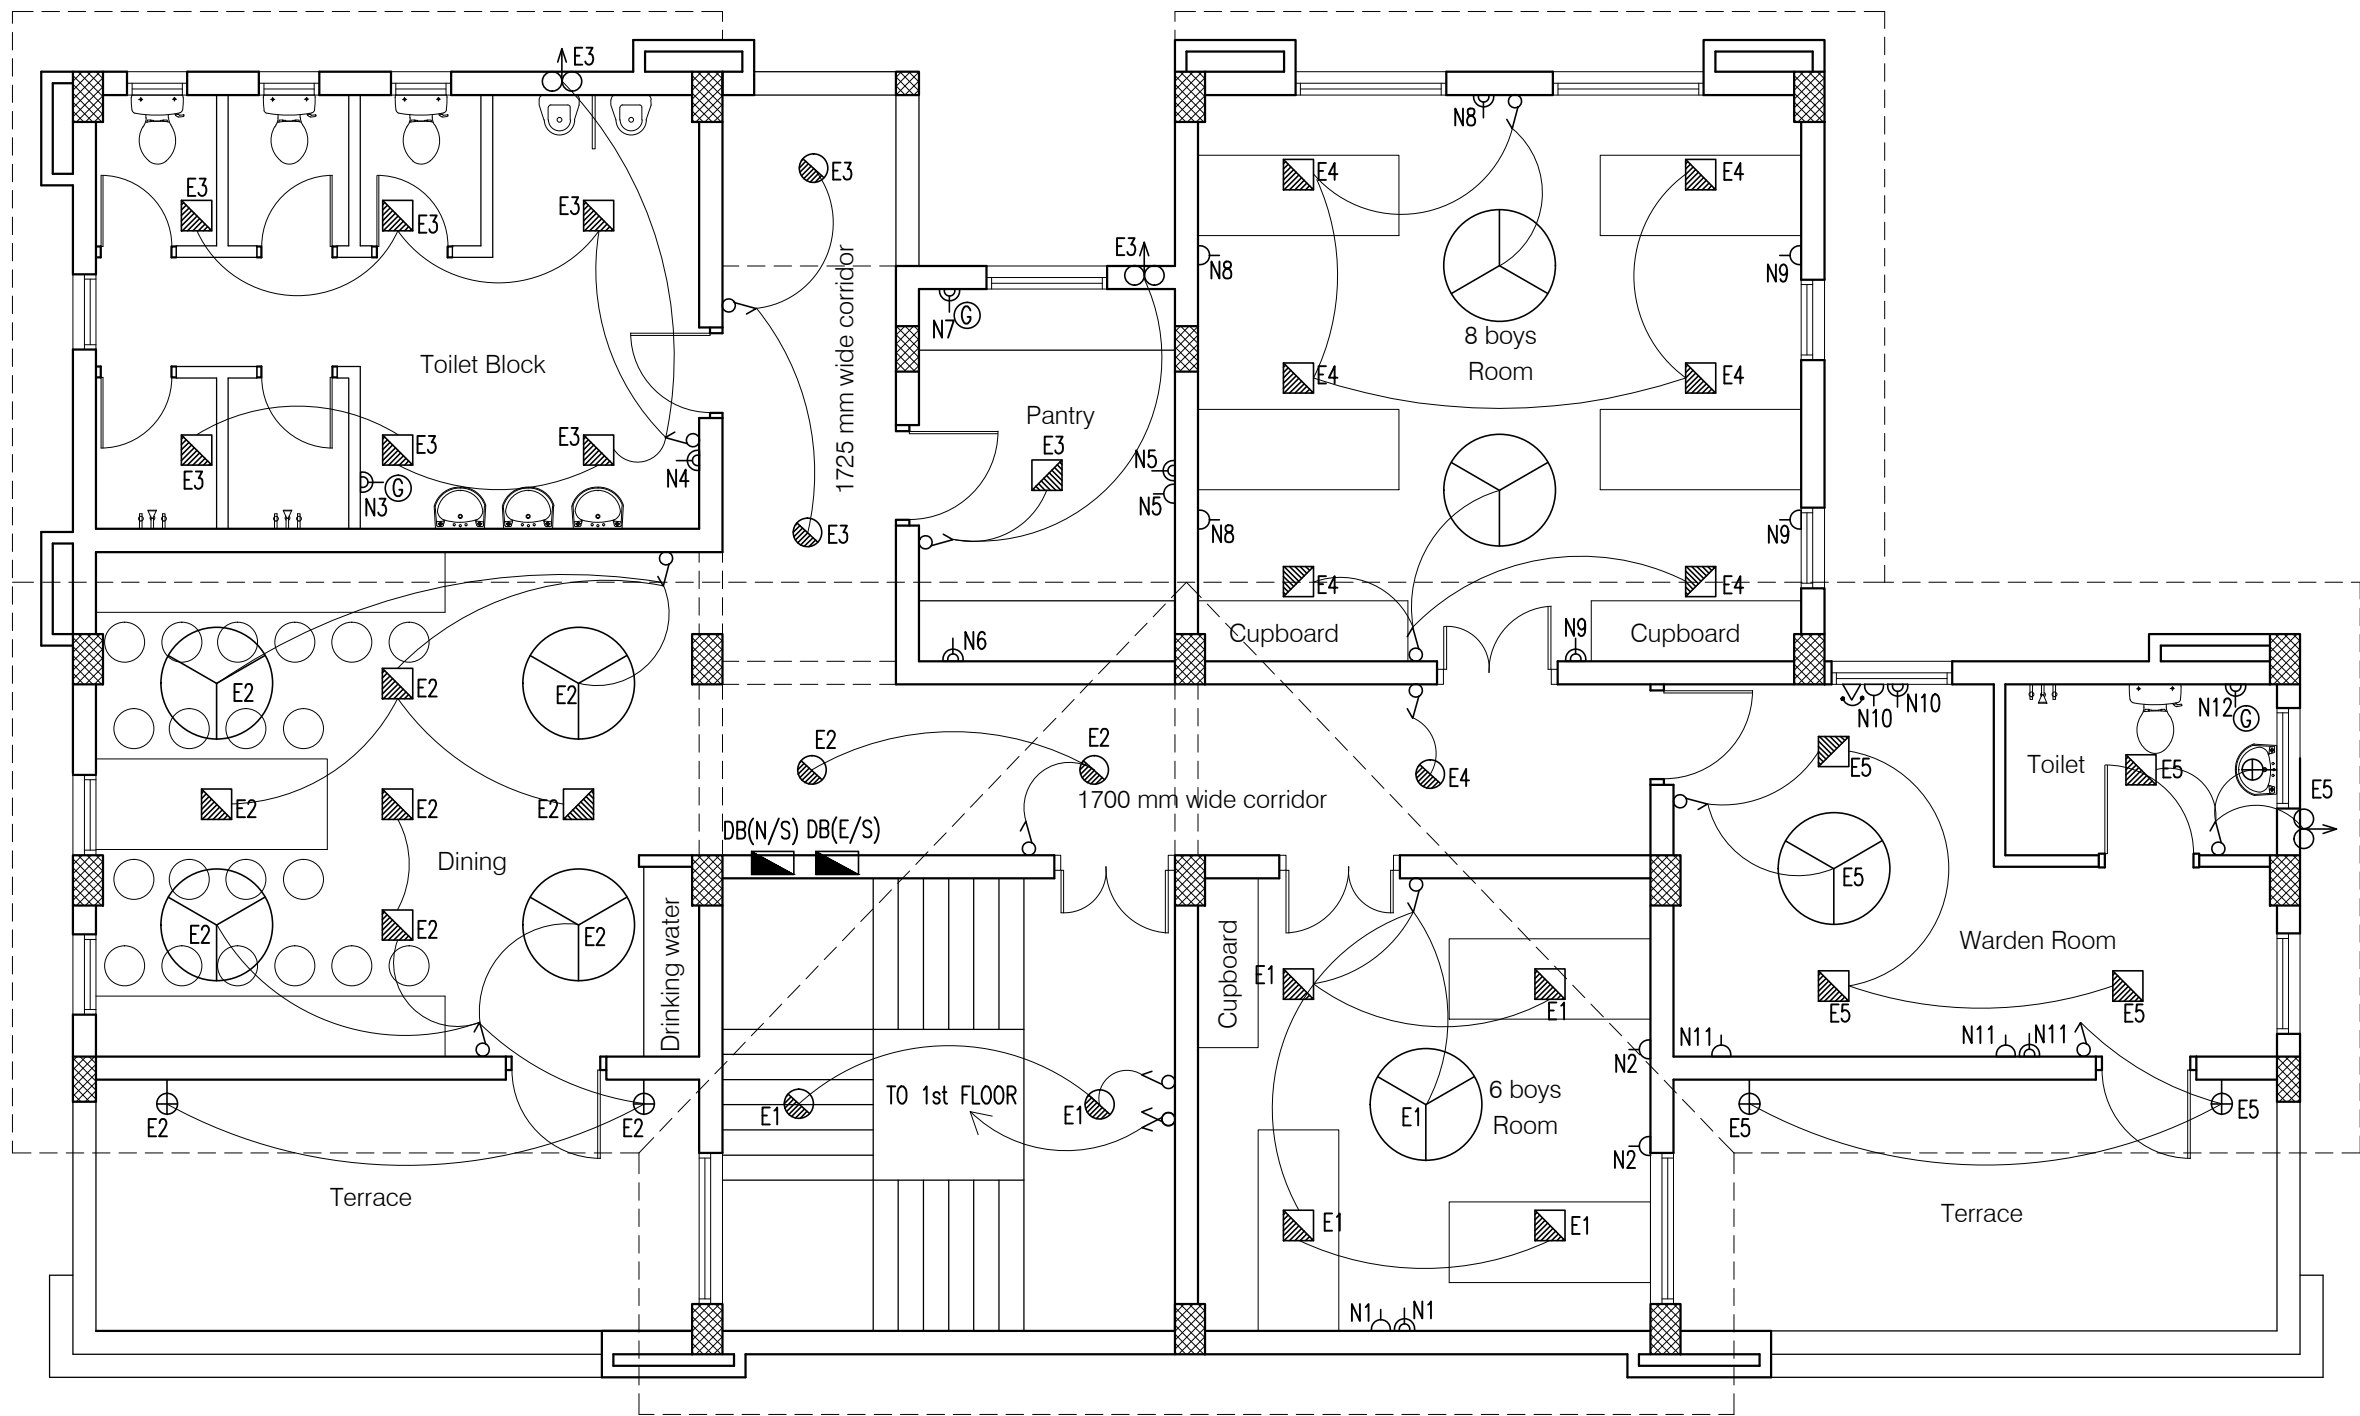 E3
N8
E3
E4
E4
E3
E3
E3
E3
E3
N8
N9
1725 mm wide corridor
N7
G
8 boys
Room
Toilet Block
E4
E4
Pantry
E3
E3
E3
E3
N5
N4
E3
N3
G
N5
N8
N9
E3
E4
E4
N6
Cupboard
N9
Cupboard
E2
E2
E2
N10
N10
N12
G
E2
E2
E4
E5
Toilet
E5
E2
E2
E2
1700 mm wide corridor
E5
DB(N/S)
DB(E/S)
Dining
E5
E2
E2
E2
Drinking water
Cupboard
Warden Room
E1
E1
E5
E5
N11
N11
N11
N2
E2
E2
E1
TO 1st FLOOR
E1
E1
6 boys
Room
E5
E5
N2
Terrace
E1
E1
Terrace
N1
N1